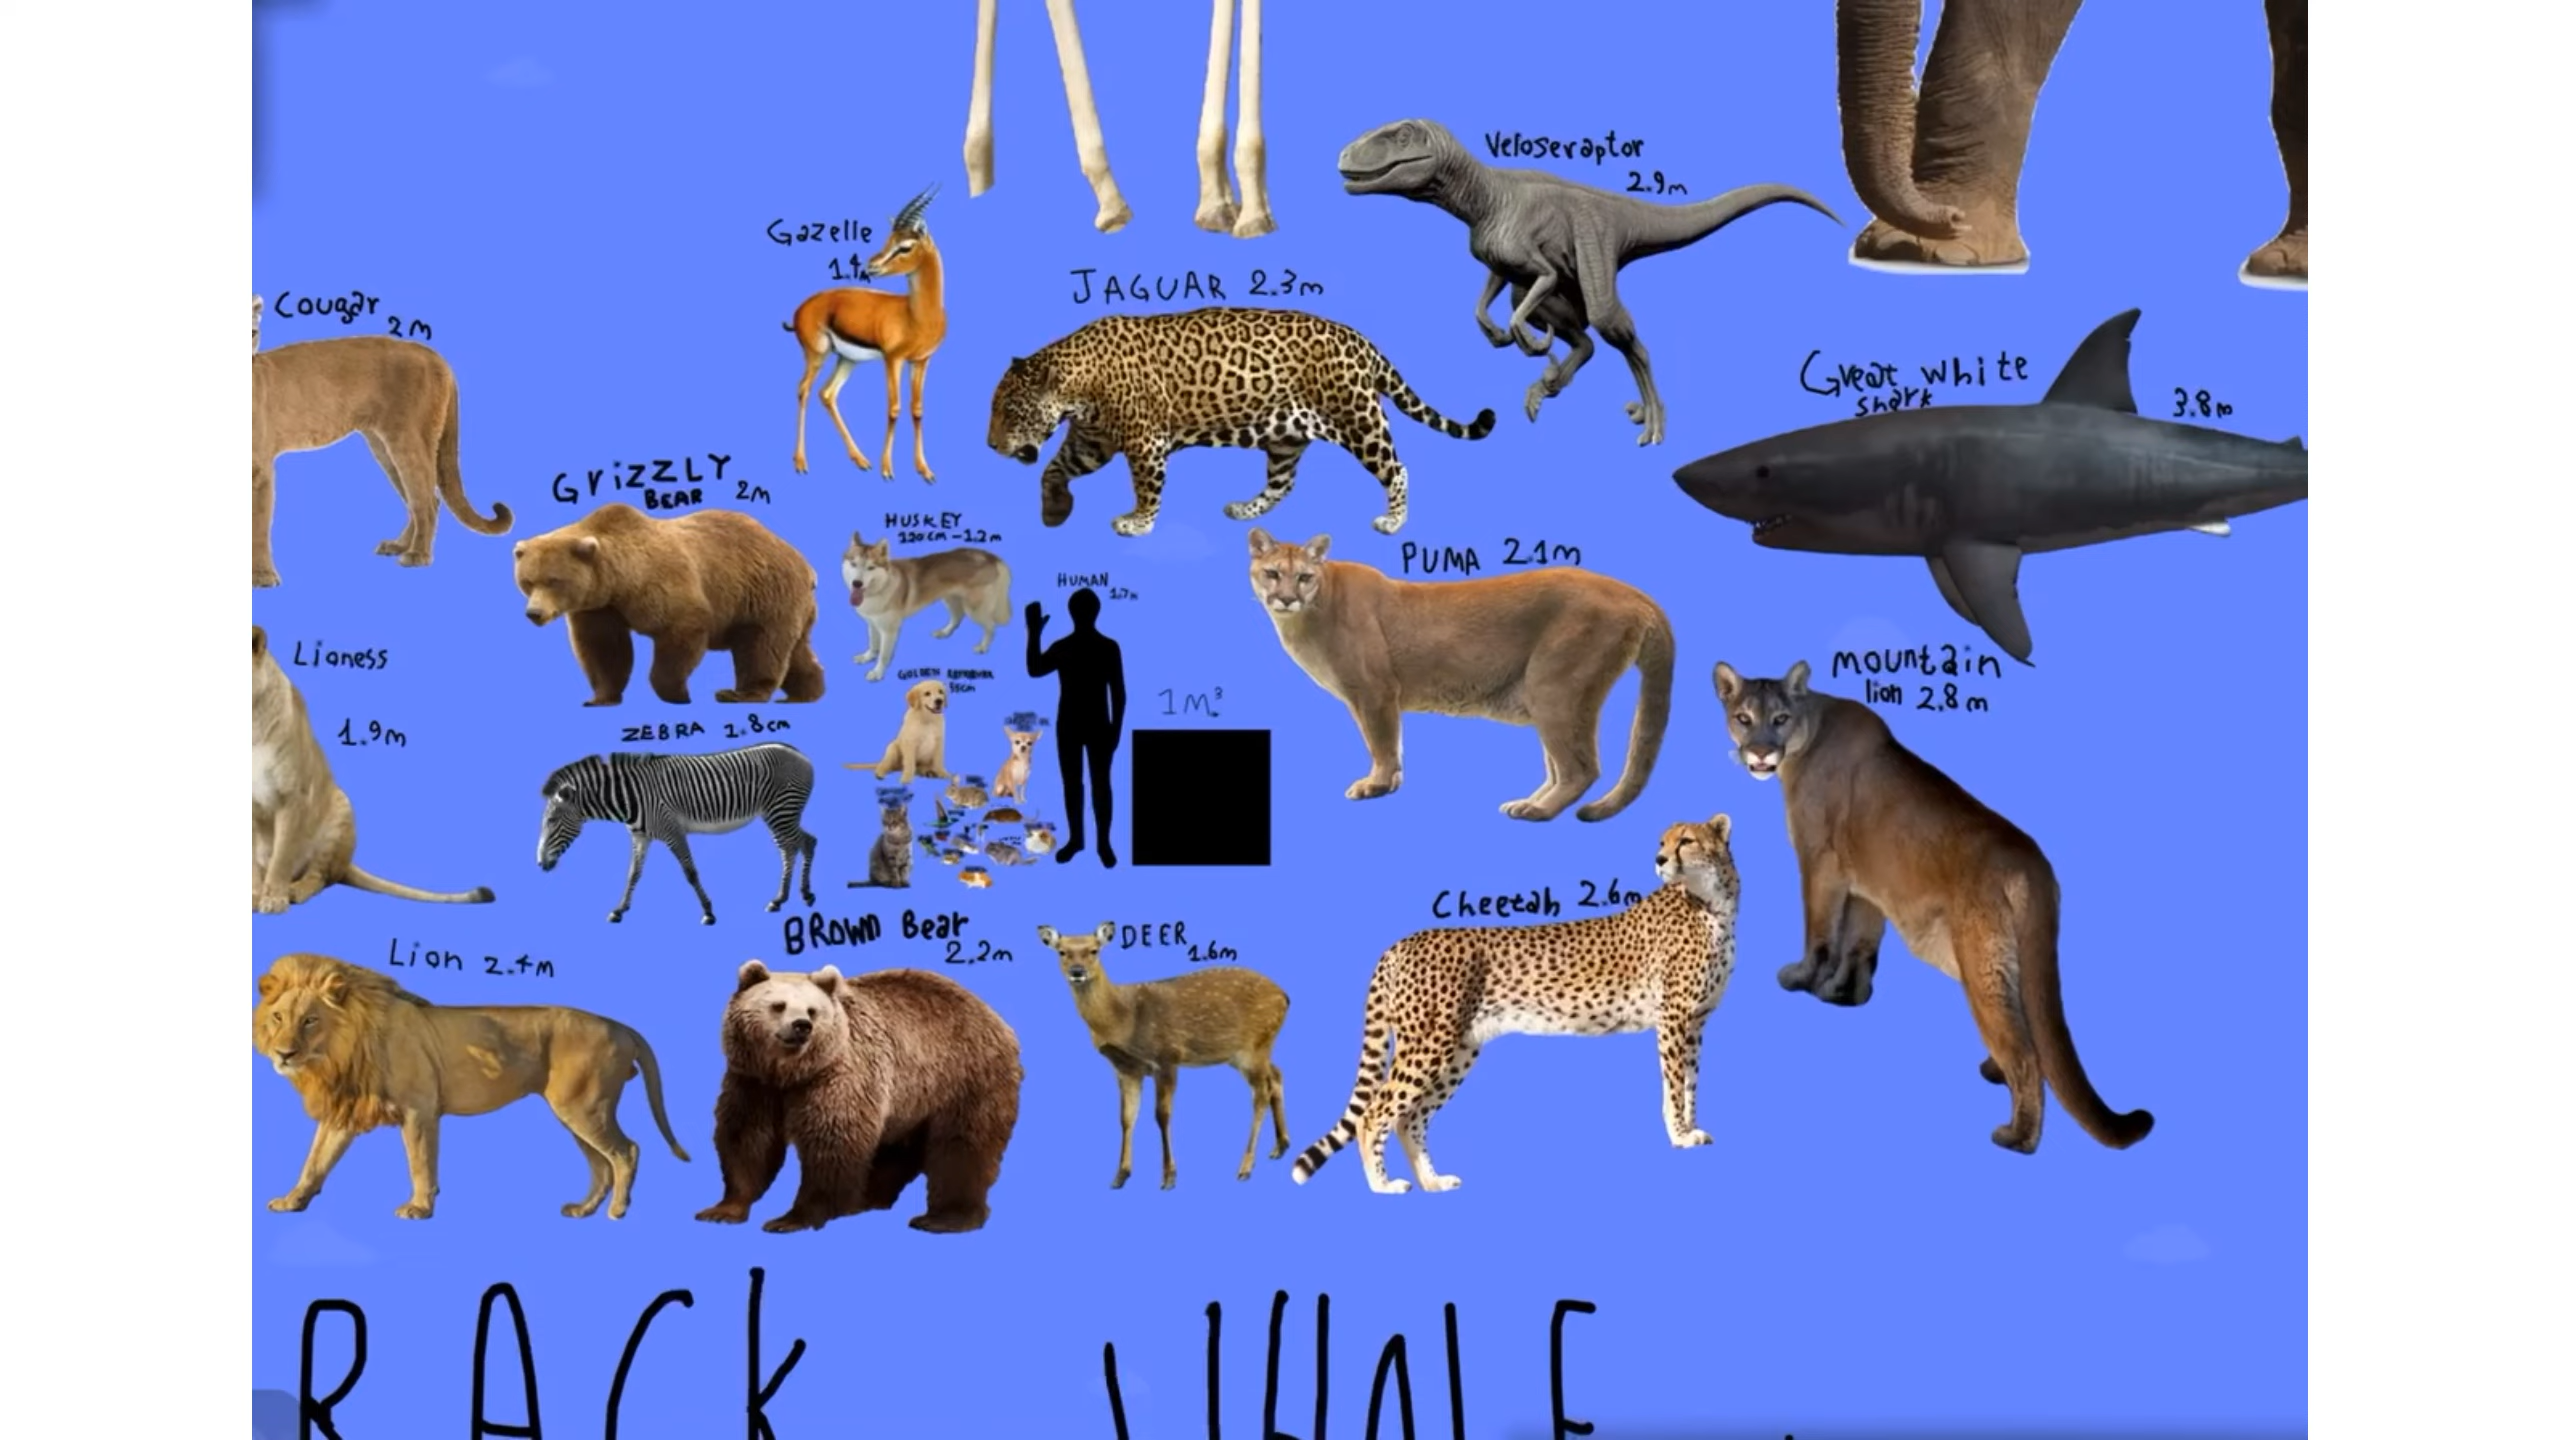 Veloseraptor
2.9m
Gazelle
1.4m
JAGUAR 2.3m
Cougar
2m
Great white
shark
3.8m
GrizzLY
BEAR 2m
HUSKEY
120cm-1.2m
PUMA 2.1m
HUMAN
1.7m
Lioness
1.9m
mountain
lion 2.8m
GOLDEN
55cm
1M³
ZEBRA 1.8cm
Cheetah 2.6m
BROWN Bear
2.2m
DEER
1.6m
Lion 2.4m